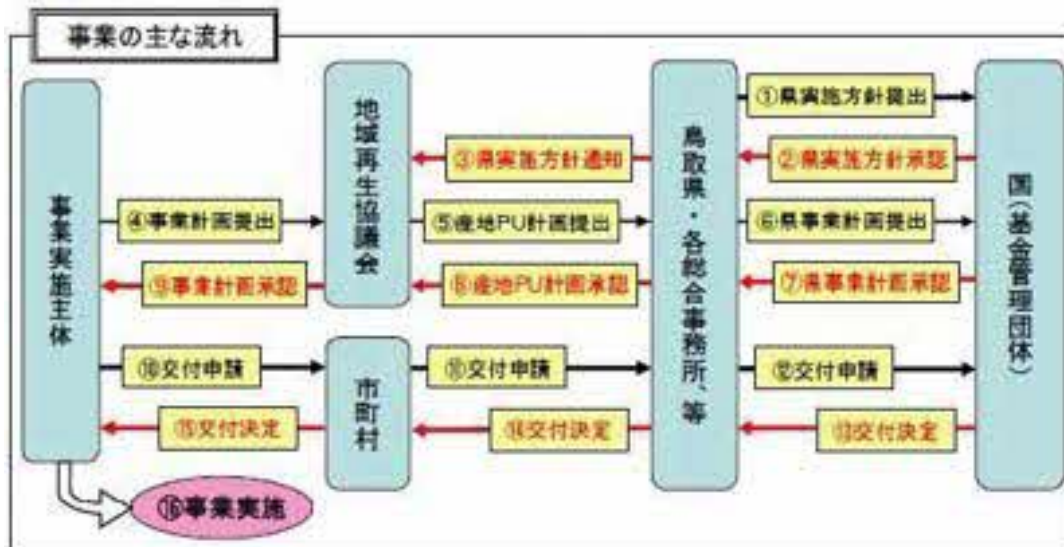 事業の主な流れ
事業実施主体
地域再生協議会
市町村
鳥取県・各総合事務所、等
国(基金管理団体)
①県実施方針提出
②県実施方針承認
③県実施方針通知
④事業計画提出
⑤産地PU計画提出
⑥県事業計画提出
⑦県事業計画承認
⑧産地PU計画承認
⑨事業計画承認
⑩交付申請
⑪交付申請
⑫交付申請
⑬交付決定
⑭交付決定
⑮交付決定
⑯事業実施